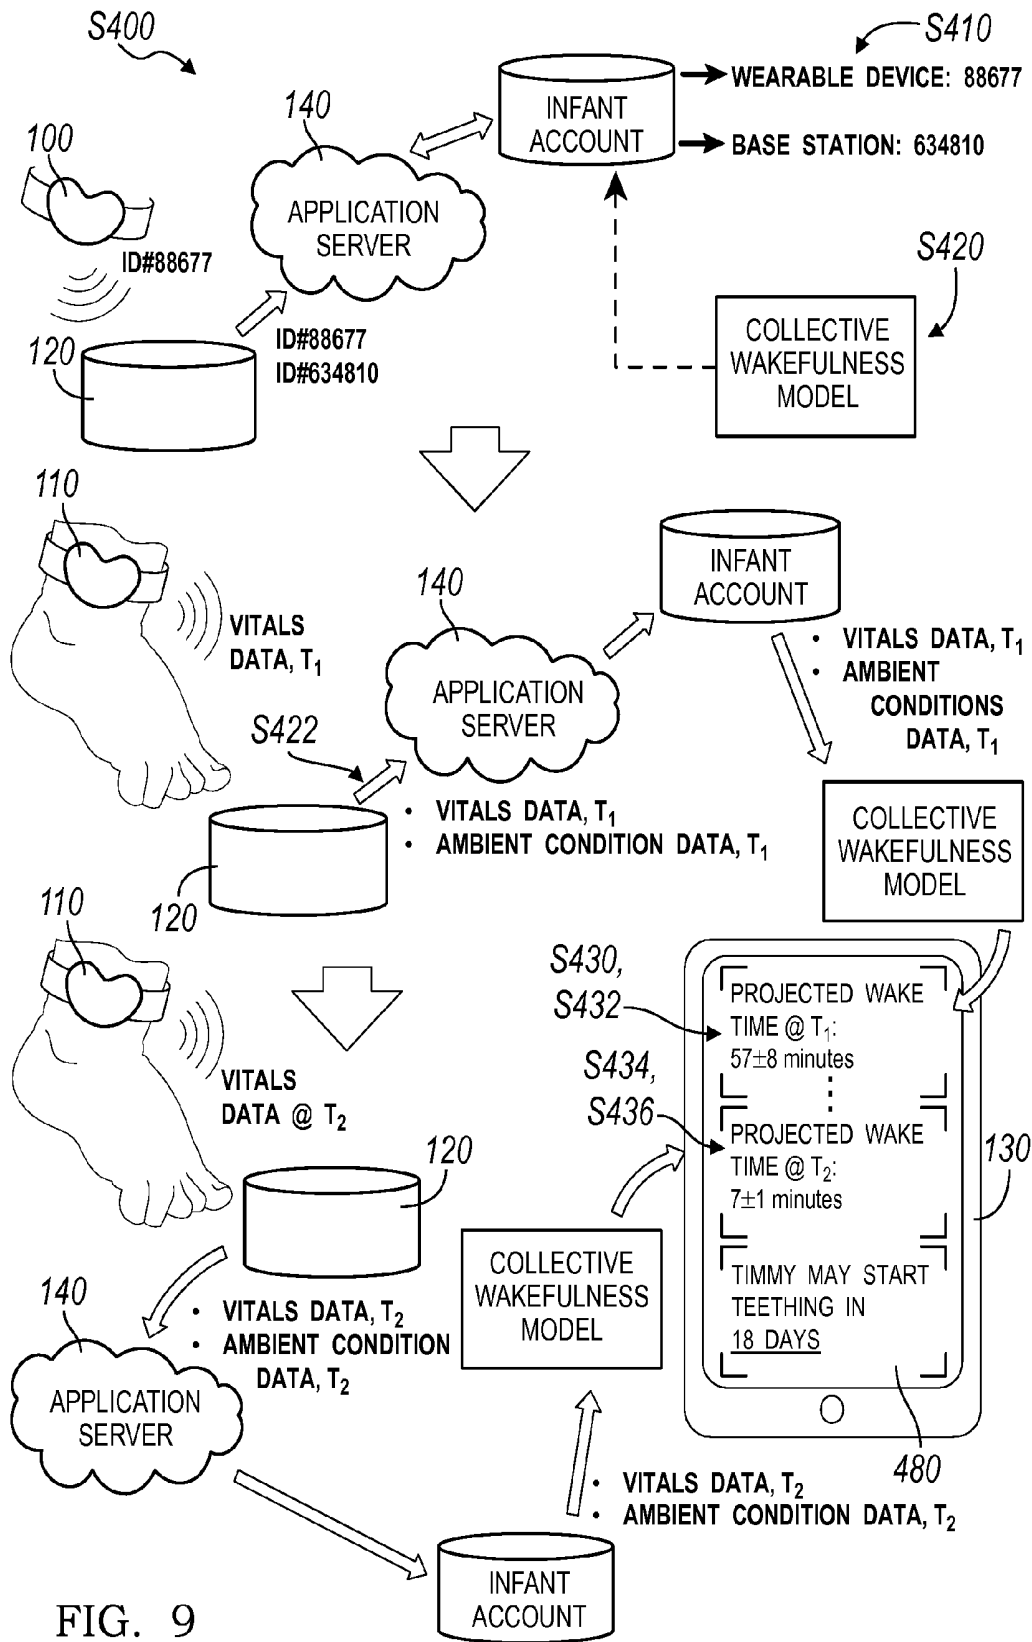 S400
S410
INFANT
ACCOUNT
WEARABLE DEVICE: 88677
BASE STATION: 634810
140
100
APPLICATION
SERVER
ID#88677
S420
120
ID#88677
ID#634810
COLLECTIVE
WAKEFULNESS
MODEL
110
INFANT
ACCOUNT
140
VITALS
DATA, T1
• VITALS DATA, T1
• AMBIENT
CONDITIONS
DATA, T1
APPLICATION
SERVER
S422
• VITALS DATA, T1
• AMBIENT CONDITION DATA, T1
COLLECTIVE
WAKEFULNESS
MODEL
120
110
S430,
S432
PROJECTED WAKE
TIME @ T1:
57±8 minutes
S434,
S436
PROJECTED WAKE
TIME @ T2:
7±1 minutes
130
VITALS
DATA @ T2
120
TIMMY MAY START
TEETHING IN
18 DAYS
COLLECTIVE
WAKEFULNESS
MODEL
140
• VITALS DATA, T2
• AMBIENT CONDITION
DATA, T2
APPLICATION
SERVER
480
• VITALS DATA, T2
• AMBIENT CONDITION DATA, T2
INFANT
ACCOUNT
FIG. 9